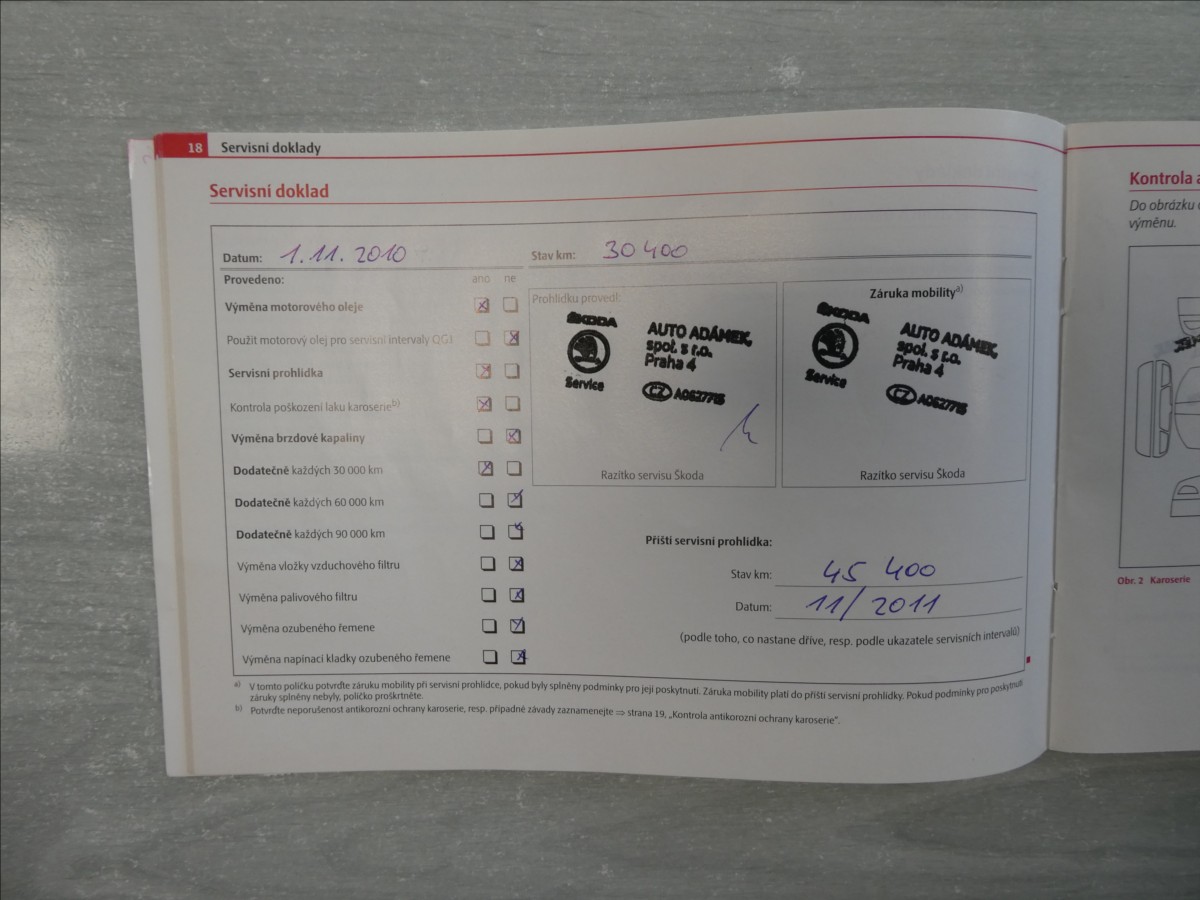 18 Servisní doklady
Servisní doklad
Datum: 1.11.2010 Stav km: 30 400
Provedeno: ano ne
Výměna motorového oleje
Použit motorový olej pro servisní intervaly QG1
Servisní prohlídka
Kontrola poškození laku karoserie b)
Výměna brzdové kapaliny
Dodatečně každých 30 000 km
Dodatečně každých 60 000 km
Dodatečně každých 90 000 km
Výměna vložky vzduchového filtru
Výměna palivového filtru
Výměna ozubeného řemene
Výměna napínací kladky ozubeného řemene
Prohlídku provedl:
ŠKODA
Service
AUTO ADÁMEK,
spol. s r.o.
Praha 4
CZ A0627715
Razítko servisu Škoda
Záruka mobility a)
ŠKODA
Service
AUTO ADÁMEK,
spol. s r.o.
Praha 4
CZ A0627715
Razítko servisu Škoda
Příští servisní prohlídka:
Stav km: 45 400
Datum: 11/2011
(podle toho, co nastane dříve, resp. podle ukazatele servisních intervalů)
a) V tomto políčku potvrďte záruku mobility při servisní prohlídce, pokud byly splněny podmínky pro její poskytnutí. Záruka mobility platí do příští servisní prohlídky. Pokud podmínky pro poskytnutí
záruky splněny nebyly, políčko proškrtněte.
b) Potvrďte neporušenost antikorozní ochrany karoserie, resp. případné závady zaznamenejte ⇒ strana 19, „Kontrola antikorozní ochrany karoserie“.
Kontrola a
Do obrázku
výměnu.
Obr. 2 Karoserie